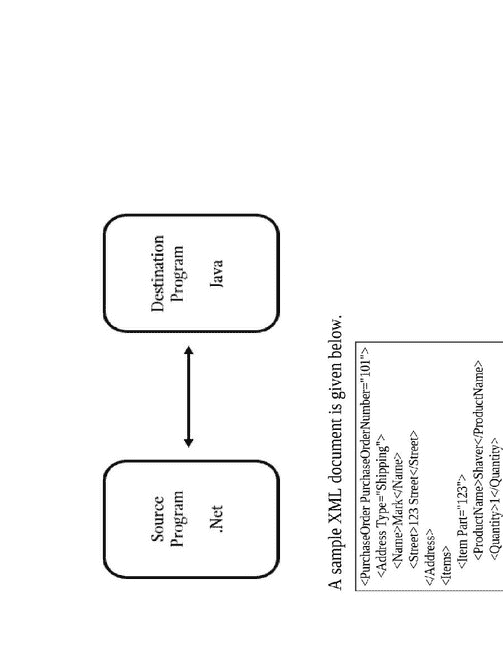 Source
Program
.Net
Destination
Program
Java
A sample XML document is given below.
<PurchaseOrder PurchaseOrderNumber="101">
<Address Type="Shipping">
<Name>Mark</Name>
<Street>123 Street</Street>
</Address>
<Items>
<Item Part="123">
<ProductName>Shaver</ProductName>
<Quantity>1</Quantity>